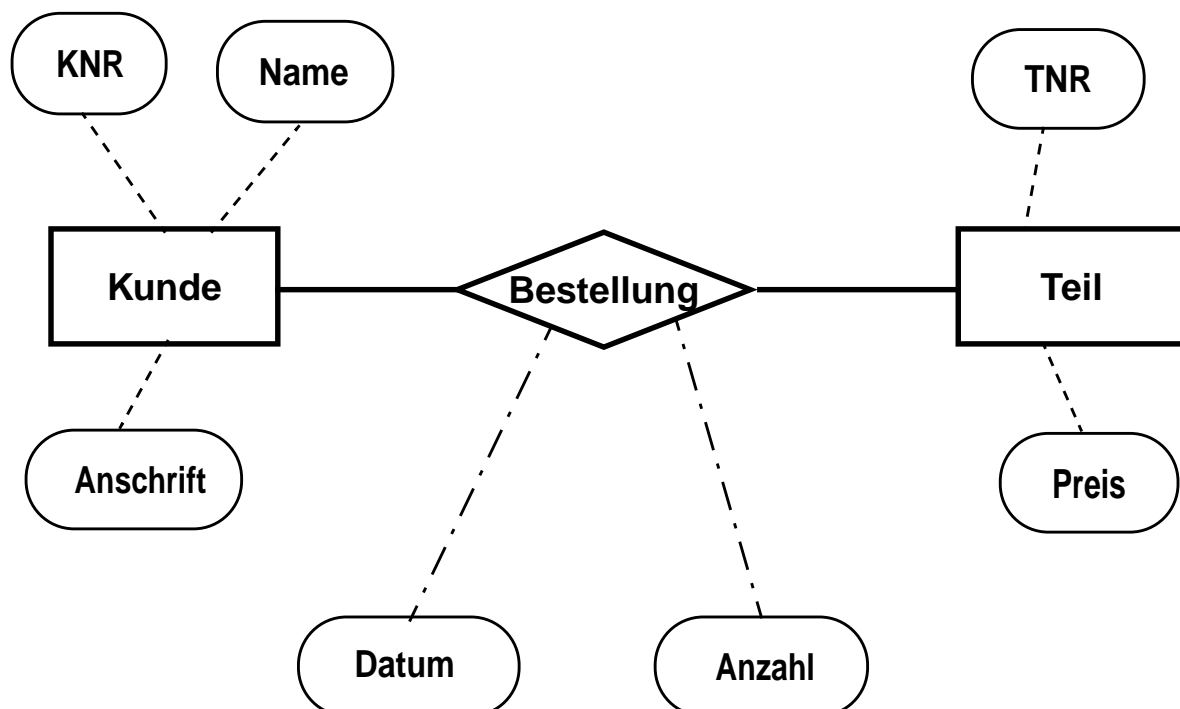 KNR
Name
TNR
Kunde
Bestellung
Teil
Anschrift
Preis
Datum
Anzahl